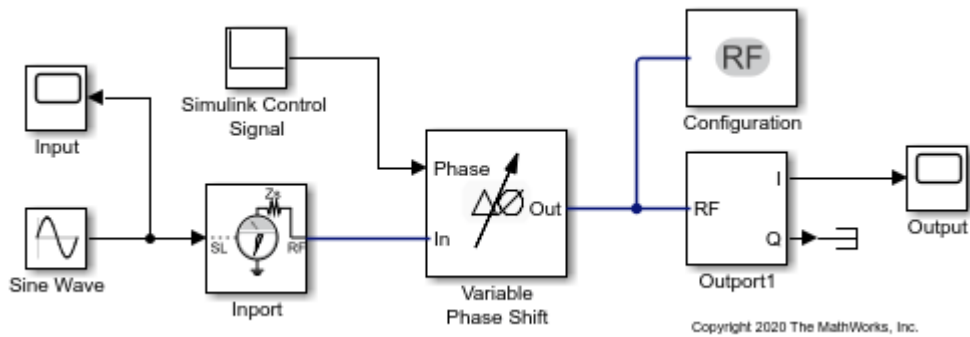 RF
Configuration
Simulink Control
Signal
Input
Phase
Out
In
Variable
Phase Shift
Zs
SL
RF
Inport
Sine Wave
RF
I
Q
Outport1
Output
Copyright 2020 The MathWorks, Inc.